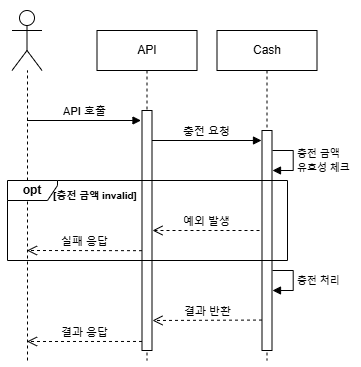 API
Cash
API 호출
충전 요청
충전 금액
유효성 체크
opt
[충전 금액 invalid]
예외 발생
실패 응답
충전 처리
결과 반환
결과 응답